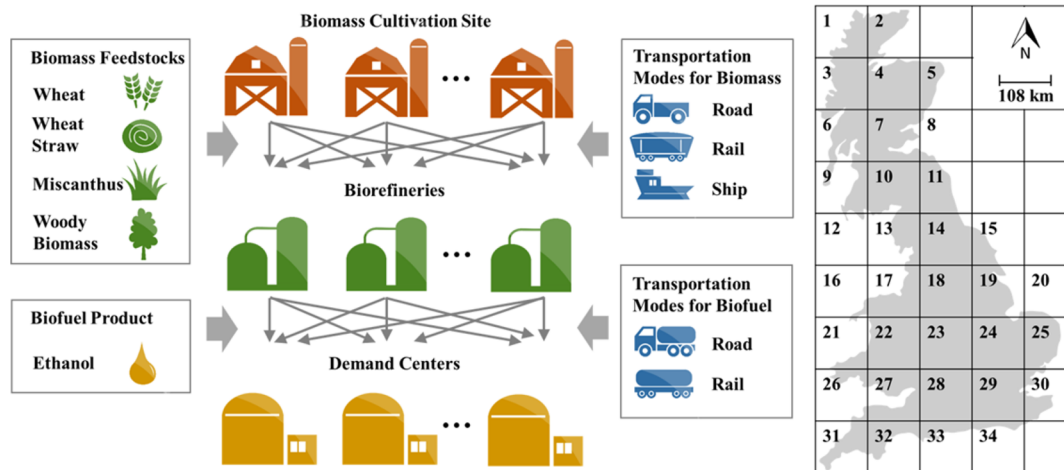 Biomass Feedstocks
Wheat
Wheat
Straw
Miscanthus
Woody
Biomass
Biofuel Product
Ethanol
Biomass Cultivation Site
...
Biorefineries
...
Demand Centers
...
Transportation
Modes for Biomass
Road
Rail
Ship
Transportation
Modes for Biofuel
Road
Rail
1 2
N
3 4 5
108 km
6 7 8
9 10 11
12 13 14 15
16 17 18 19 20
21 22 23 24 25
26 27 28 29 30
31 32 33 34